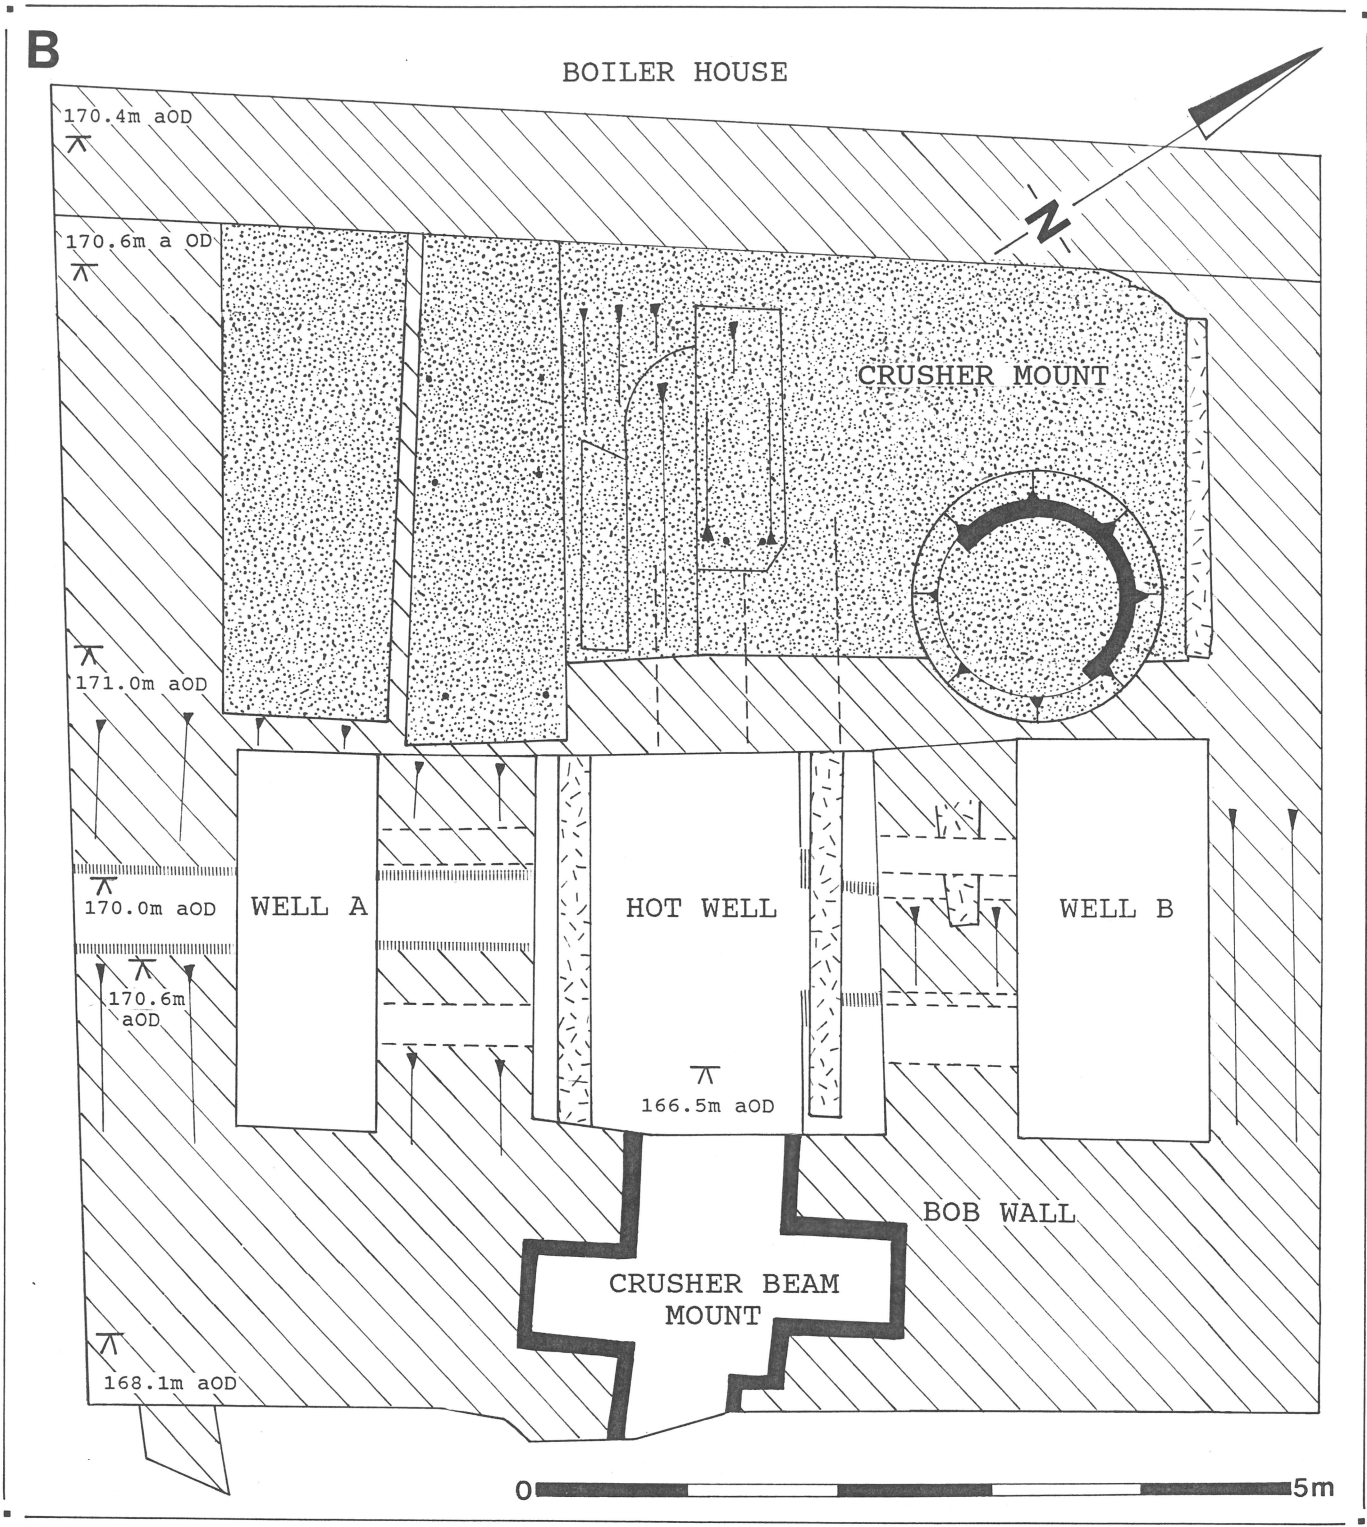 B
BOILER HOUSE
170.4m aOD
N
170.6m a OD
CRUSHER MOUNT
171.0m aOD
WELL A
170.0m aOD
HOT WELL
WELL B
170.6m
aOD
166.5m aOD
BOB WALL
CRUSHER BEAM
MOUNT
168.1m aOD
0
5m